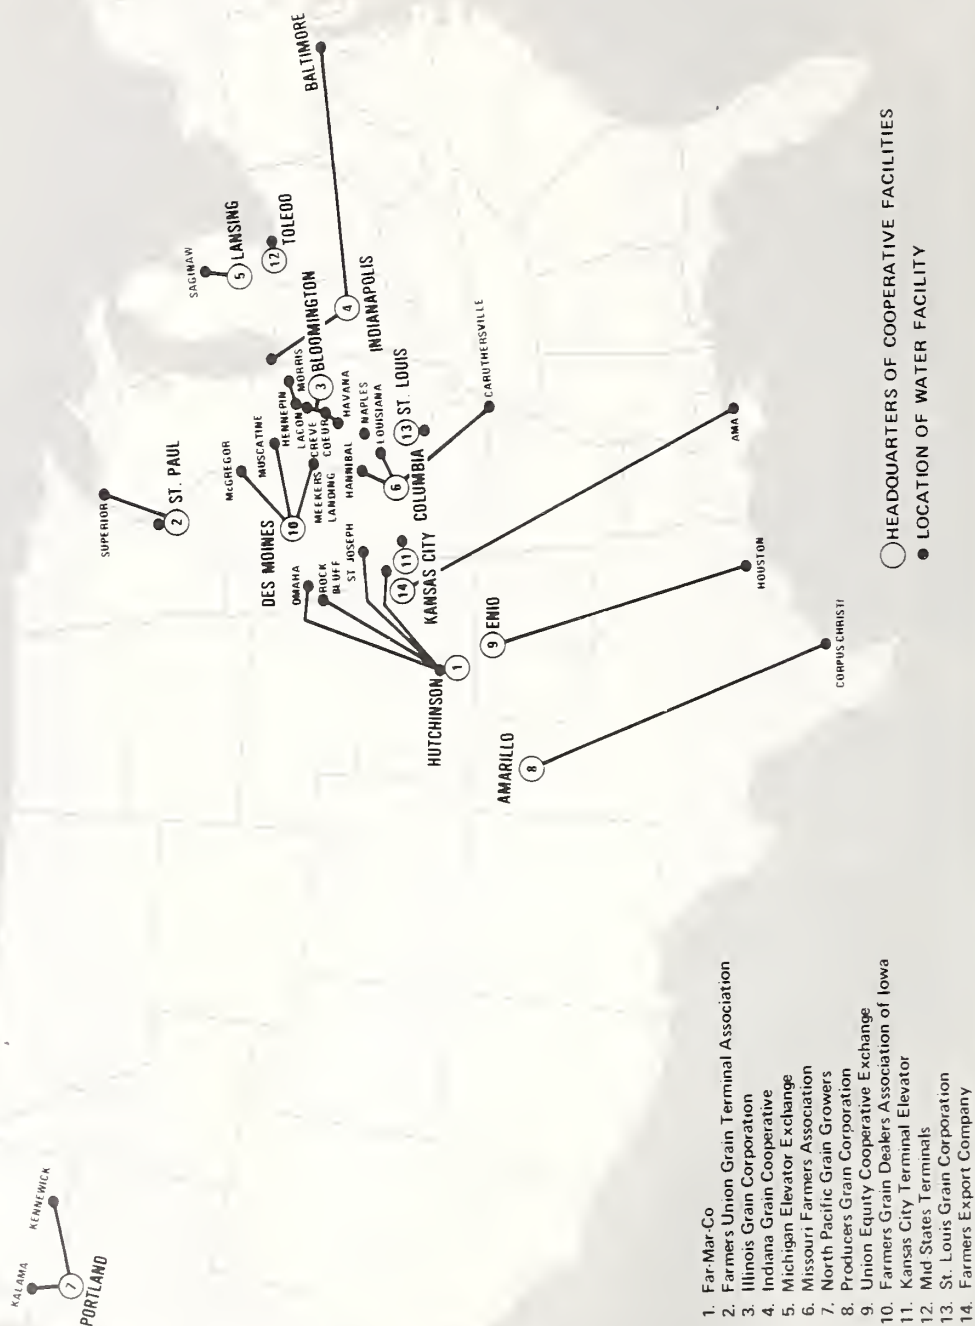 KALAMA
KENNEWICK
7
PORTLAND
SUPERIOR
2 ST. PAUL
McGREGOR
MUSCATINE
DES MOINES
10
MEEKERS
LANDING
HENNEPIN
LACON
CREVE
COEUR
MORRIS
3 BLOOMINGTON
HAVANA
SAGINAW
5 LANSING
12
TOLEDO
BALTIMORE
4
INDIANAPOLIS
OMAHA
ROCK
BLUFF
ST JOSEPH
HANNIBAL
NAPLES
LOUISIANA
13 ST. LOUIS
6
COLUMBIA
14 11
KANSAS CITY
HUTCHINSON
1
CARUTHERSVILLE
9 ENID
AMARILLO
8
AMA
HOUSTON
CORPUS CHRISTI
HEADQUARTERS OF COOPERATIVE FACILITIES
LOCATION OF WATER FACILITY
1. Far-Mar-Co
2. Farmers Union Grain Terminal Association
3. Illinois Grain Corporation
4. Indiana Grain Cooperative
5. Michigan Elevator Exchange
6. Missouri Farmers Association
7. North Pacific Grain Growers
8. Producers Grain Corporation
9. Union Equity Cooperative Exchange
10. Farmers Grain Dealers Association of Iowa
11. Kansas City Terminal Elevator
12. Mid-States Terminals
13. St. Louis Grain Corporation
14. Farmers Export Company